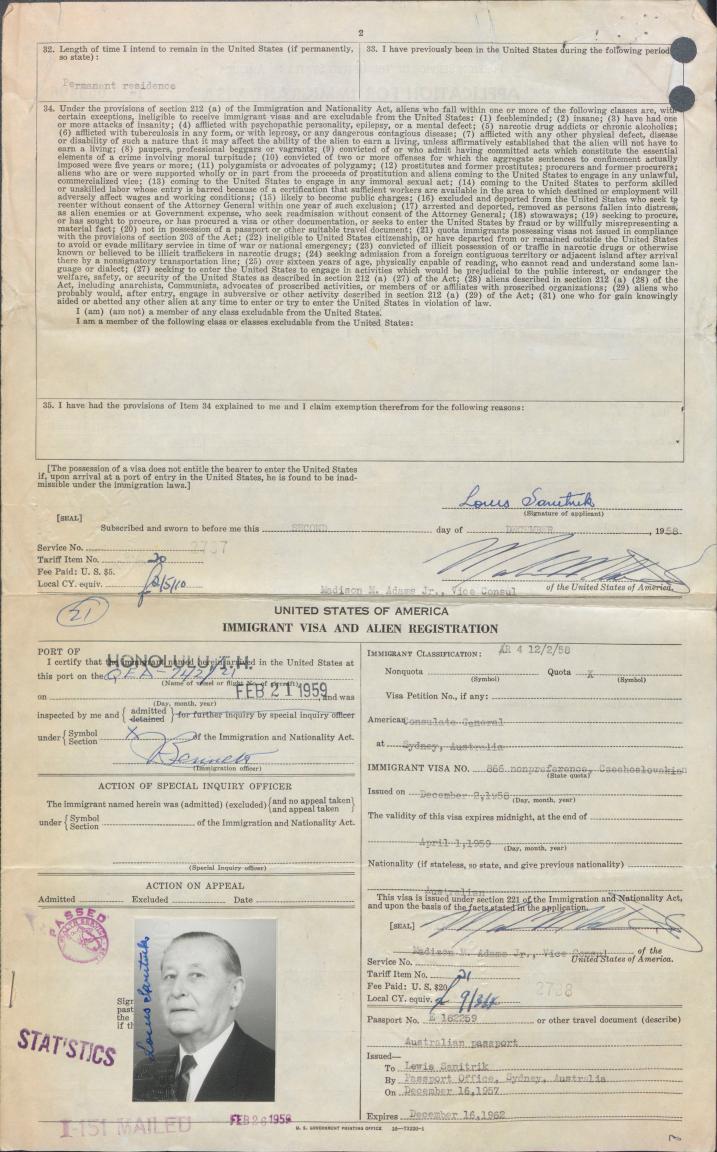 2
32. Length of time I intend to remain in the United States (if permanently, so state):
Permanent residence
33. I have previously been in the United States during the following period
34. Under the provisions of section 212 (a) of the Immigration and Nationality Act, aliens who fall within one or more of the following classes are, with
certain exceptions, ineligible to receive immigrant visas and are excludable from the United States: (1) feebleminded; (2) insane; (3) have had one
or more attacks of insanity; (4) afflicted with psychopathic personality, epilepsy, or a mental defect; (5) narcotic drug addicts or chronic alcoholics;
(6) afflicted with tuberculosis in any form, or with leprosy, or any dangerous contagious disease; (7) afflicted with any other physical defect, disease
or disability of such a nature that it may affect the ability of the alien to earn a living, unless affirmatively established that the alien will not have to
earn a living; (8) paupers, professional beggars or vagrants; (9) convicted of or who admit having committed acts which constitute the essential
elements of a crime involving moral turpitude; (10) convicted of two or more offenses for which the aggregate sentences to confinement actually
imposed were five years or more; (11) polygamists or advocates of polygamy; (12) prostitutes and former prostitutes; procurers and former procurers;
aliens who are or were supported wholly or in part from the proceeds of prostitution and aliens coming to the United States to engage in any unlawful,
commercialized vice; (13) coming to the United States to engage in any immoral sexual act; (14) coming to the United States to perform skilled
or unskilled labor whose entry is barred because of a certification that sufficient workers are available in the area to which destined or employment will
adversely affect wages and working conditions; (15) likely to become public charges; (16) excluded and deported from the United States who seek to
reenter without consent of the Attorney General within one year of such exclusion; (17) arrested and deported, removed as persons fallen into distress,
as alien enemies or at Government expense, who seek readmission without consent of the Attorney General; (18) stowaways; (19) seeking to procure,
or has sought to procure, or has procured a visa or other documentation, or seeks to enter the United States by fraud or by willfully misrepresenting a
material fact; (20) not in possession of a passport or other suitable travel document; (21) quota immigrants possessing visas not issued in compliance
with the provisions of section 203 of the Act; (22) ineligible to United States citizenship, or have departed from or remained outside the United States
to avoid or evade military service in time of war or national emergency; (23) convicted of illicit possession of or traffic in narcotic drugs or otherwise
known or believed to be illicit traffickers in narcotic drugs; (24) seeking admission from a foreign contiguous territory or adjacent island after arrival
there by a nonsignatory transportation line; (25) over sixteen years of age, physically capable of reading, who cannot read and understand some lan-
guage or dialect; (27) seeking to enter the United States to engage in activities which would be prejudicial to the public interest, or endanger the
welfare, safety, or security of the United States as described in section 212 (a) (27) of the Act; (28) aliens described in section 212 (a) (28) of the
Act, including anarchists, Communists, advocates of proscribed activities, or members of or affiliates with proscribed organizations; (29) aliens who
probably would, after entry, engage in subversive or other activity described in section 212 (a) (29) of the Act; (31) one who for gain knowingly
aided or abetted any other alien at any time to enter or try to enter the United States in violation of law.
I (am) (am not) a member of any class excludable from the United States.
I am a member of the following class or classes excludable from the United States:
35. I have had the provisions of Item 34 explained to me and I claim exemption therefrom for the following reasons:
[The possession of a visa does not entitle the bearer to enter the United States
if, upon arrival at a port of entry in the United States, he is found to be inad-
missible under the immigration laws.]
Louis Sanitrik
(Signature of applicant)
[SEAL]
Subscribed and sworn to before me this SECOND day of DECEMBER, 1958
Service No. 2737
Tariff Item No. 20
Fee Paid: U. S. $5.
Local CY. equiv. £2/5/10
Madison M. Adams Jr., Vice Consul of the United States of America.
21
UNITED STATES OF AMERICA
IMMIGRANT VISA AND ALIEN REGISTRATION
PORT OF HONOLULU, T.H.
I certify that the immigrant named herein arrived in the United States at
this port on the QEA-742/21
(Name of vessel or flight No. of aircraft)
on FEB 21 1959, and was
(Day, month, year)
inspected by me and { admitted detained } for further inquiry by special inquiry officer
under { Symbol Section X of the Immigration and Nationality Act.
Bennett
(Immigration officer)
ACTION OF SPECIAL INQUIRY OFFICER
The immigrant named herein was (admitted) (excluded) { and no appeal taken) and appeal taken }
under { Symbol Section of the Immigration and Nationality Act.
(Special Inquiry officer)
ACTION ON APPEAL
Admitted Excluded Date
PASSED
Louis Sanitrik
Sign
past
the
if th
STATISTICS
I-151 MAILED
FEB 26 1959
IMMIGRANT CLASSIFICATION: AR 4 12/2/58
Nonquota Quota X
(Symbol) (Symbol)
Visa Petition No., if any:
American Consulate General
at Sydney, Australia
IMMIGRANT VISA NO. 866 nonpreference, Czechoslovakian
(State quota)
Issued on December 2, 1958
(Day, month, year)
The validity of this visa expires midnight, at the end of
April 1, 1959
(Day, month, year)
Nationality (if stateless, so state, and give previous nationality)
Australian
This visa is issued under section 221 of the Immigration and Nationality Act,
and upon the basis of the facts stated in the application.
[SEAL]
Madison M. Adams Jr., Vice Consul of the
United States of America.
Service No. 2738
Tariff Item No. 21
Fee Paid: U. S. $20
Local CY. equiv. £ 9/3/4
Passport No. E 162259 or other travel document (describe)
Australian passport
Issued—
To Lewis Sanitrik
By Passport Office, Sydney, Australia
On December 16, 1957
Expires December 16, 1962
U. S. GOVERNMENT PRINTING OFFICE 16—73220-1